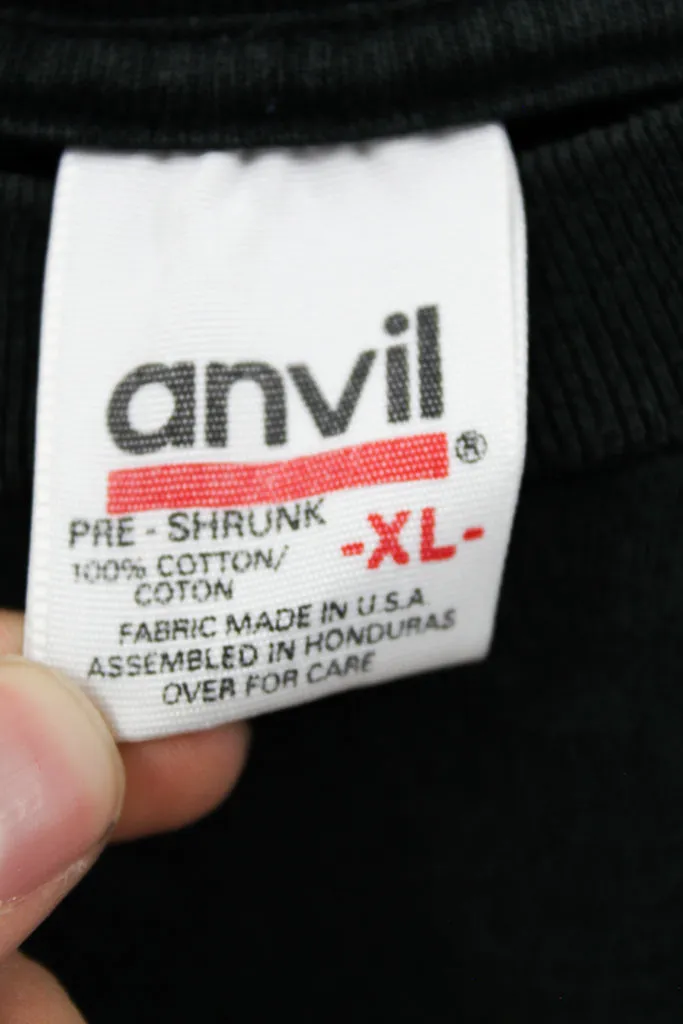 anvil®
PRE-SHRUNK
-XL-
100% COTTON/
COTON
FABRIC MADE IN U.S.A.
ASSEMBLED IN HONDURAS
OVER FOR CARE